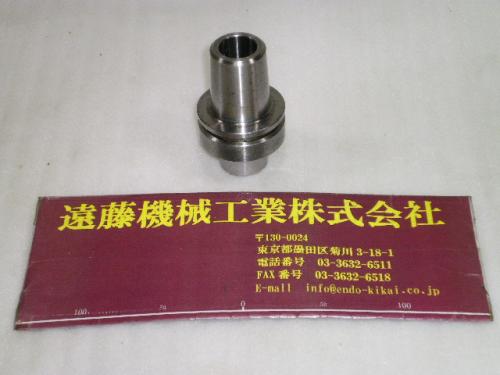 遠藤機械工業株式会社
〒130-0024
東京都墨田区菊川3-18-1
電話番号 03-3632-6511
FAX番号 03-3632-6518
E-mail info@endo-kikai.co.jp
100 50 0 50 100